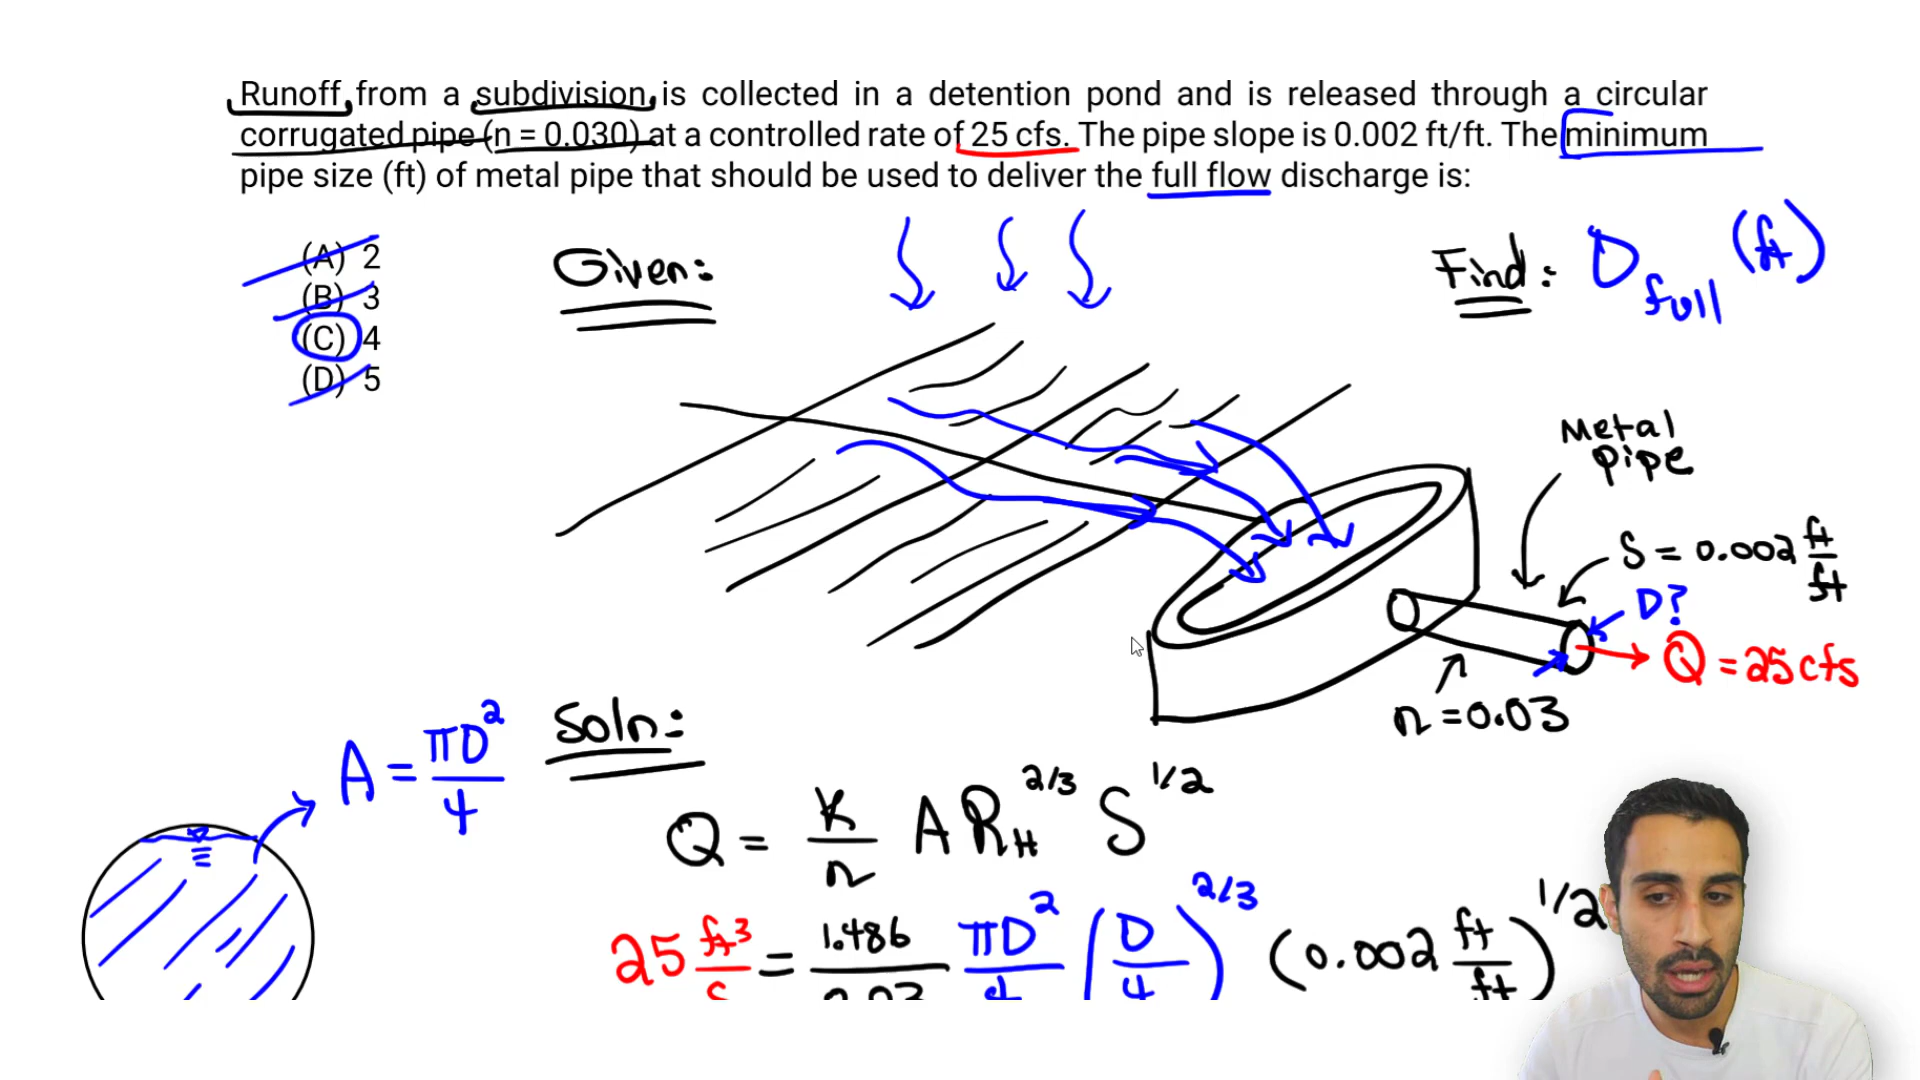 Runoff from a subdivision is collected in a detention pond and is released through a circular
corrugated pipe (n = 0.030) at a controlled rate of 25 cfs. The pipe slope is 0.002 ft/ft. The minimum
pipe size (ft) of metal pipe that should be used to deliver the full flow discharge is:
(A) 2
(B) 3
(C) 4
(D) 5
Given:
Find: D full (ft)
Metal
pipe
S = 0.002 ft/ft
D?
Q = 25 cfs
n = 0.03
Soln:
A = πD²/4
Q = K/n A R_H^2/3 S^1/2
25 ft³/s = 1.486/0.03 πD²/4 (D/4)^2/3 (0.002 ft/ft)^1/2